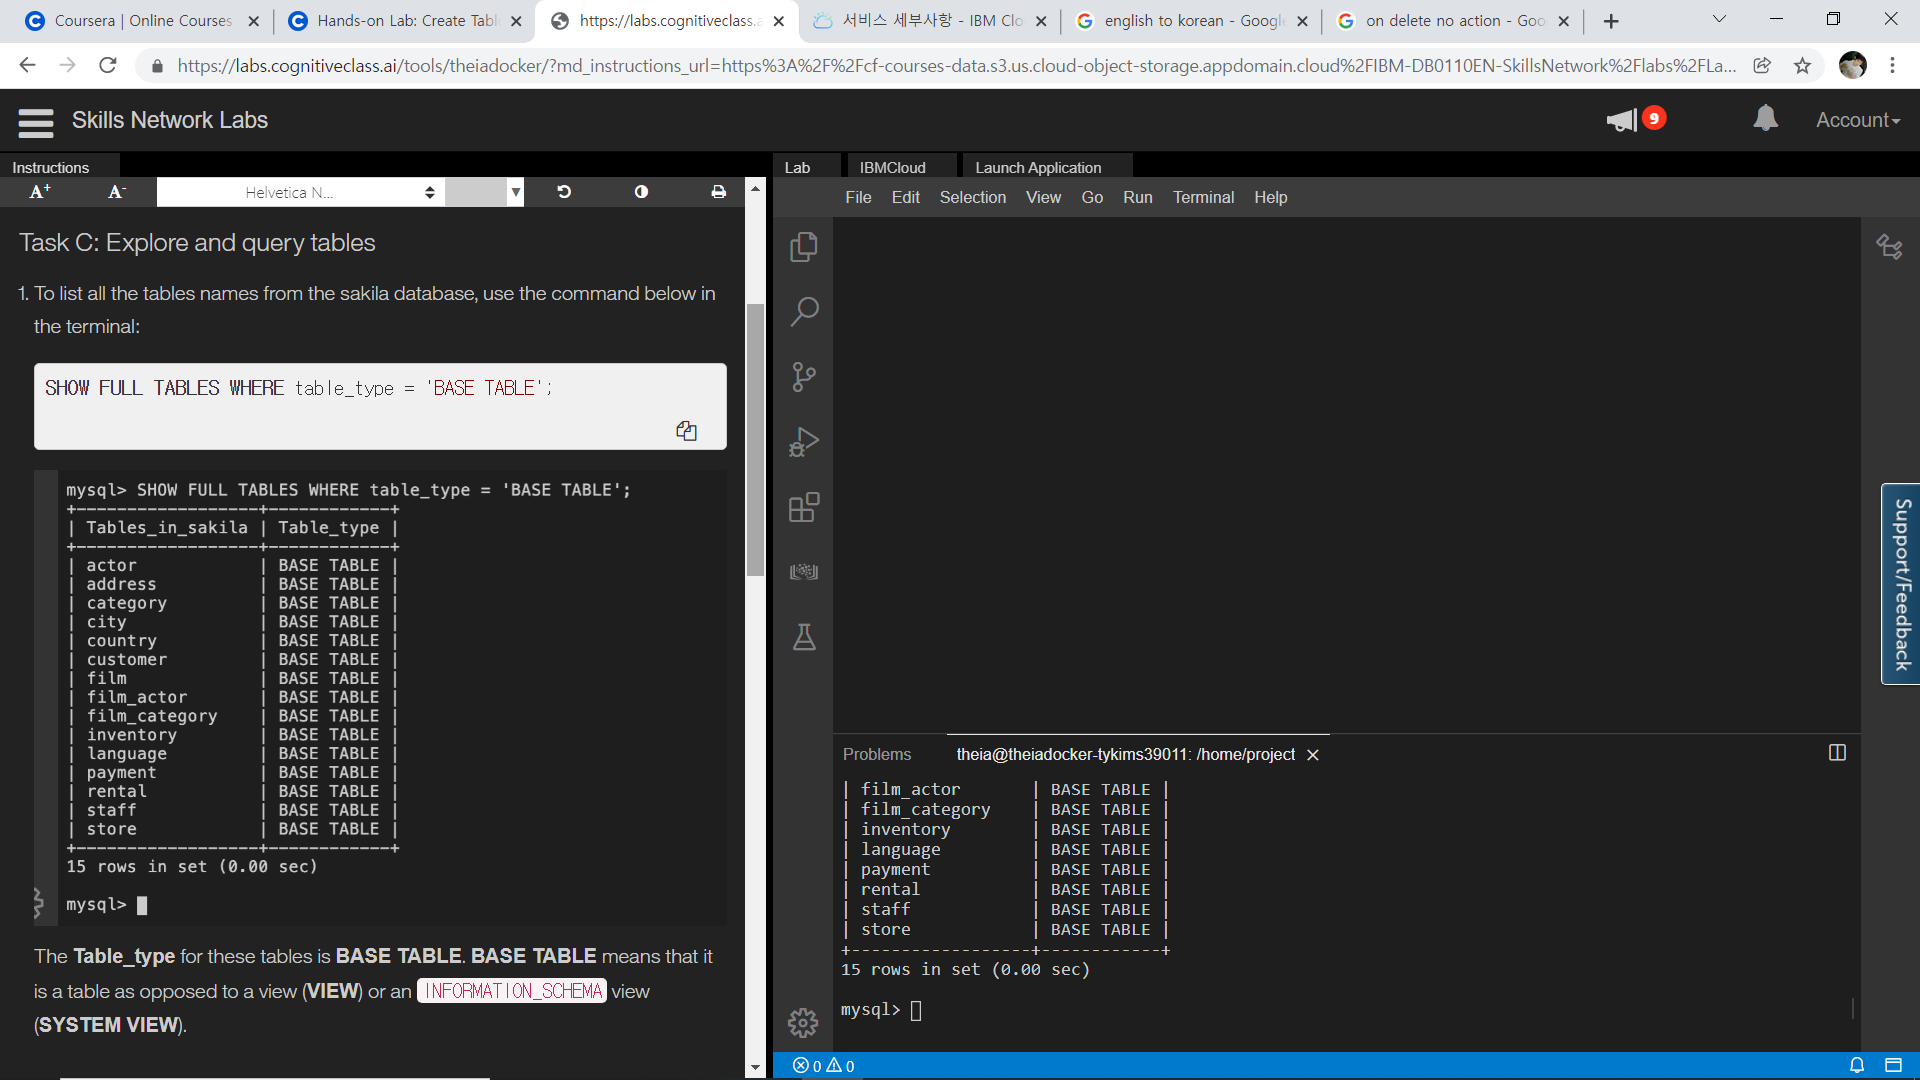 Coursera | Online Courses
Hands-on Lab: Create Tabl
https://labs.cognitiveclass.a
서비스 세부사항 - IBM Clo
english to korean - Google
on delete no action - Goo
https://labs.cognitiveclass.ai/tools/theiadocker/?md_instructions_url=https%3A%2F%2Fcf-courses-data.s3.us.cloud-object-storage.appdomain.cloud%2FIBM-DB0110EN-SkillsNetwork%2Flabs%2FLa...
Skills Network Labs
9
Account
Instructions
Lab
IBMCloud
Launch Application
A+
A-
Helvetica N...
File Edit Selection View Go Run Terminal Help
Task C: Explore and query tables
1. To list all the tables names from the sakila database, use the command below in
the terminal:
SHOW FULL TABLES WHERE table_type = 'BASE TABLE';
mysql> SHOW FULL TABLES WHERE table_type = 'BASE TABLE';
+------------------+------------+
| Tables_in_sakila | Table_type |
+------------------+------------+
| actor | BASE TABLE |
| address | BASE TABLE |
| category | BASE TABLE |
| city | BASE TABLE |
| country | BASE TABLE |
| customer | BASE TABLE |
| film | BASE TABLE |
| film_actor | BASE TABLE |
| film_category | BASE TABLE |
| inventory | BASE TABLE |
| language | BASE TABLE |
| payment | BASE TABLE |
| rental | BASE TABLE |
| staff | BASE TABLE |
| store | BASE TABLE |
+------------------+------------+
15 rows in set (0.00 sec)
mysql>
The Table_type for these tables is BASE TABLE. BASE TABLE means that it
is a table as opposed to a view (VIEW) or an INFORMATION_SCHEMA view
(SYSTEM VIEW).
Problems
theia@theiadocker-tykims39011: /home/project
| film_actor | BASE TABLE |
| film_category | BASE TABLE |
| inventory | BASE TABLE |
| language | BASE TABLE |
| payment | BASE TABLE |
| rental | BASE TABLE |
| staff | BASE TABLE |
| store | BASE TABLE |
+------------------+------------+
15 rows in set (0.00 sec)
mysql>
Support/Feedback
0 0